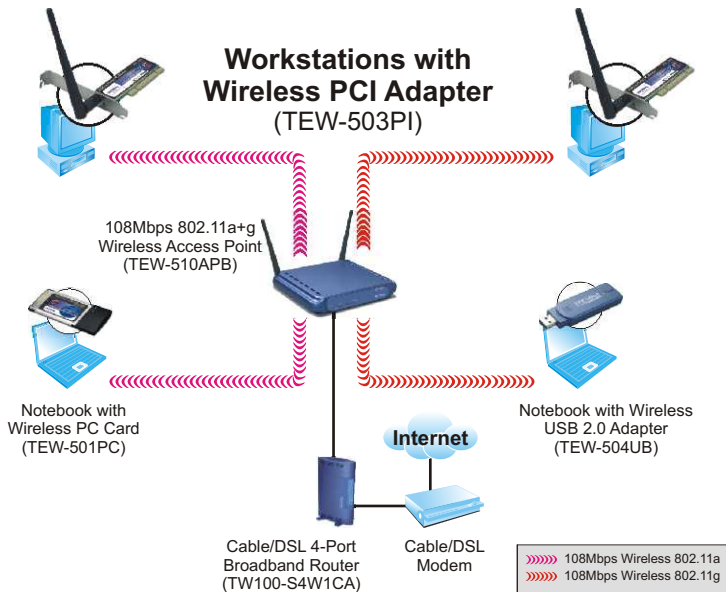 Workstations with
Wireless PCI Adapter
(TEW-503PI)
108Mbps 802.11a+g
Wireless Access Point
(TEW-510APB)
Notebook with
Wireless PC Card
(TEW-501PC)
Notebook with Wireless
USB 2.0 Adapter
(TEW-504UB)
Internet
Cable/DSL 4-Port
Broadband Router
(TW100-S4W1CA)
Cable/DSL
Modem
108Mbps Wireless 802.11a
108Mbps Wireless 802.11g